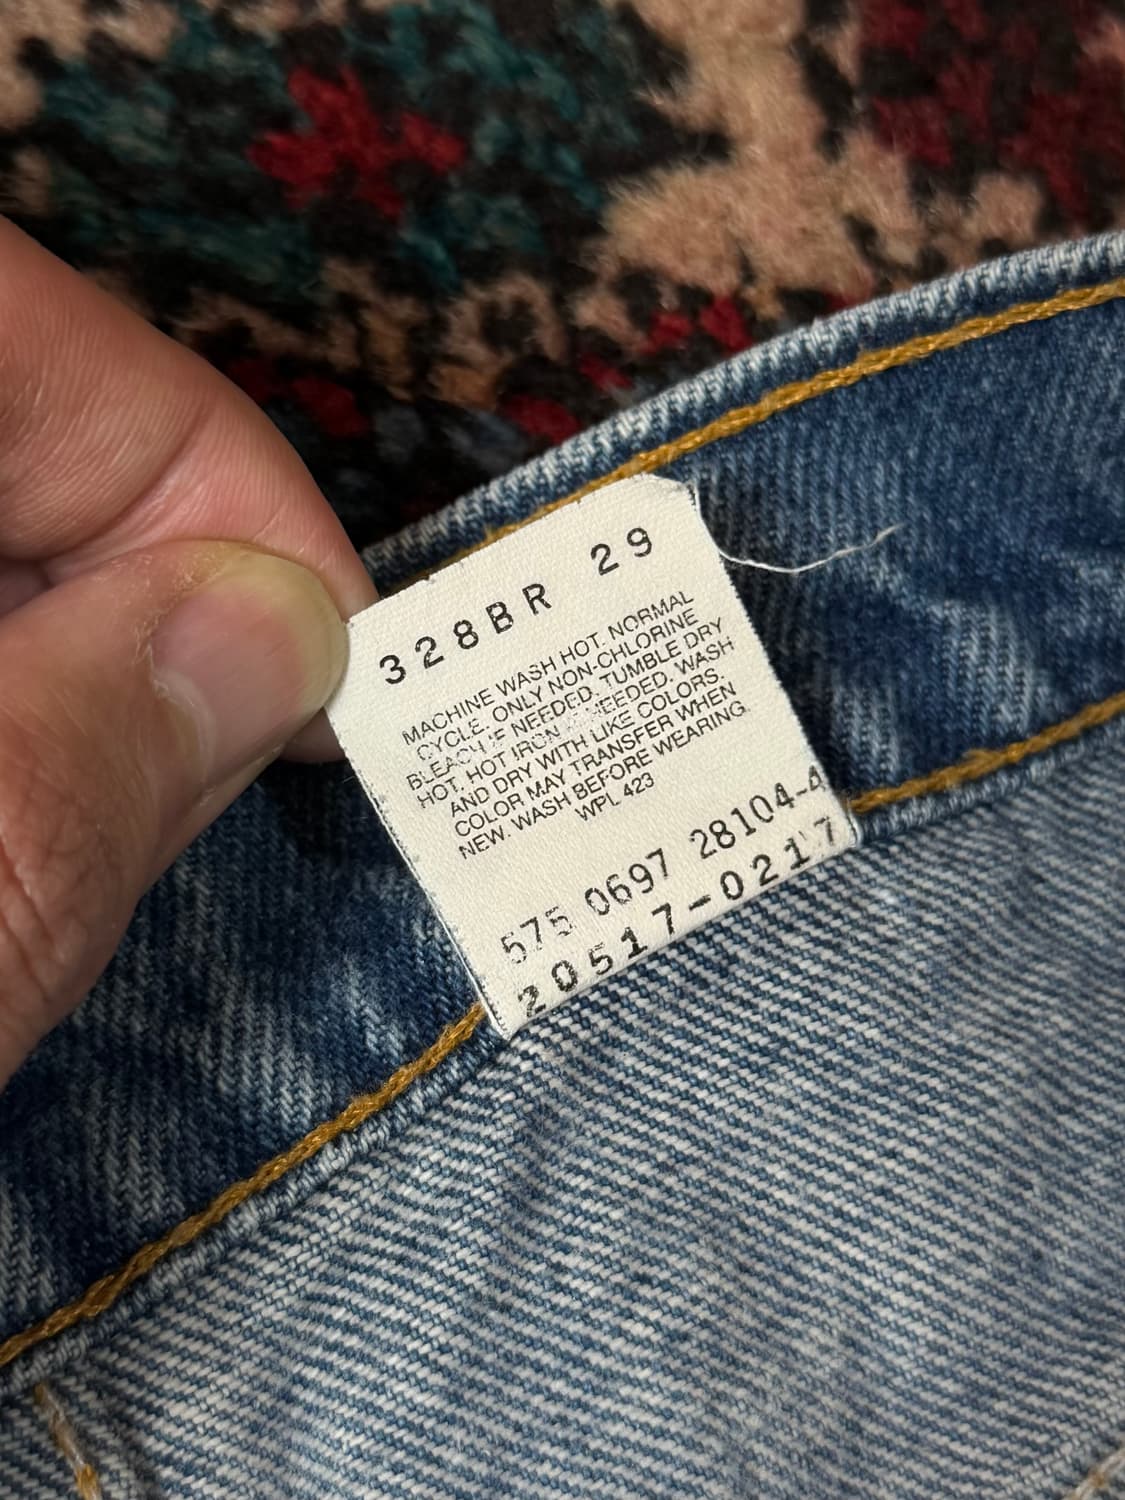 328BR 29
MACHINE WASH HOT. NORMAL
CYCLE. ONLY NON-CHLORINE
BLEACH IF NEEDED. TUMBLE DRY
HOT. HOT IRON IF NEEDED. WASH
AND DRY WITH LIKE COLORS.
COLOR MAY TRANSFER WHEN
NEW. WASH BEFORE WEARING.
WPL 423
575 0697 28104-4
20517-0217